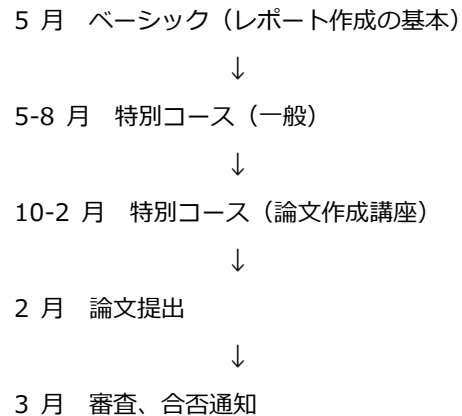 5 月　ベーシック（レポート作成の基本）
↓
5-8 月　特別コース（一般）
↓
10-2 月　特別コース（論文作成講座）
↓
2 月　論文提出
↓
3 月　審査、合否通知